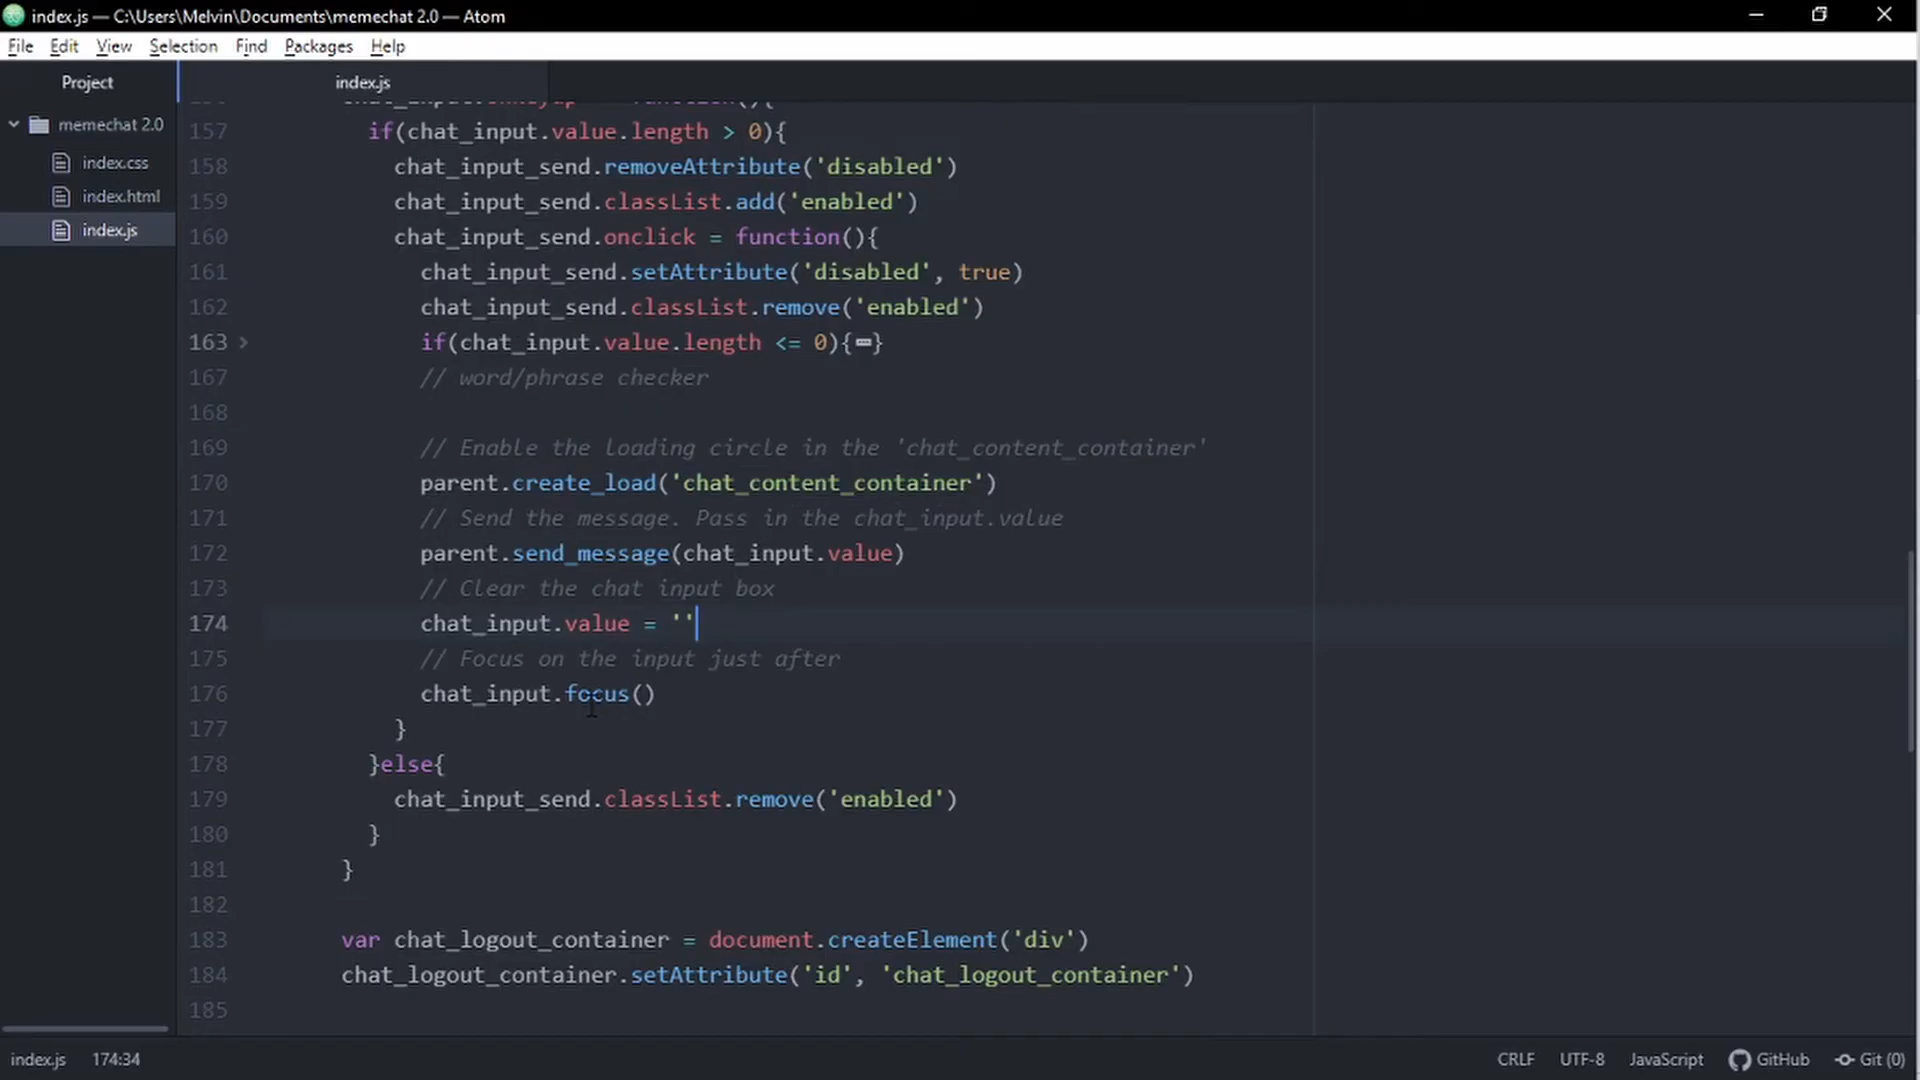 index.js — C:\Users\Melvin\Documents\memechat 2.0 — Atom
File Edit View Selection Find Packages Help
Project
index.js
memechat 2.0
index.css
index.html
index.js
157 if(chat_input.value.length > 0){
158 chat_input_send.removeAttribute('disabled')
159 chat_input_send.classList.add('enabled')
160 chat_input_send.onclick = function(){
161 chat_input_send.setAttribute('disabled', true)
162 chat_input_send.classList.remove('enabled')
163 if(chat_input.value.length <= 0){}
167 // word/phrase checker
168
169 // Enable the loading circle in the 'chat_content_container'
170 parent.create_load('chat_content_container')
171 // Send the message. Pass in the chat_input.value
172 parent.send_message(chat_input.value)
173 // Clear the chat input box
174 chat_input.value = ''
175 // Focus on the input just after
176 chat_input.focus()
177 }
178 }else{
179 chat_input_send.classList.remove('enabled')
180 }
181 }
182
183 var chat_logout_container = document.createElement('div')
184 chat_logout_container.setAttribute('id', 'chat_logout_container')
185
index.js 174:34 CRLF UTF-8 JavaScript GitHub Git (0)